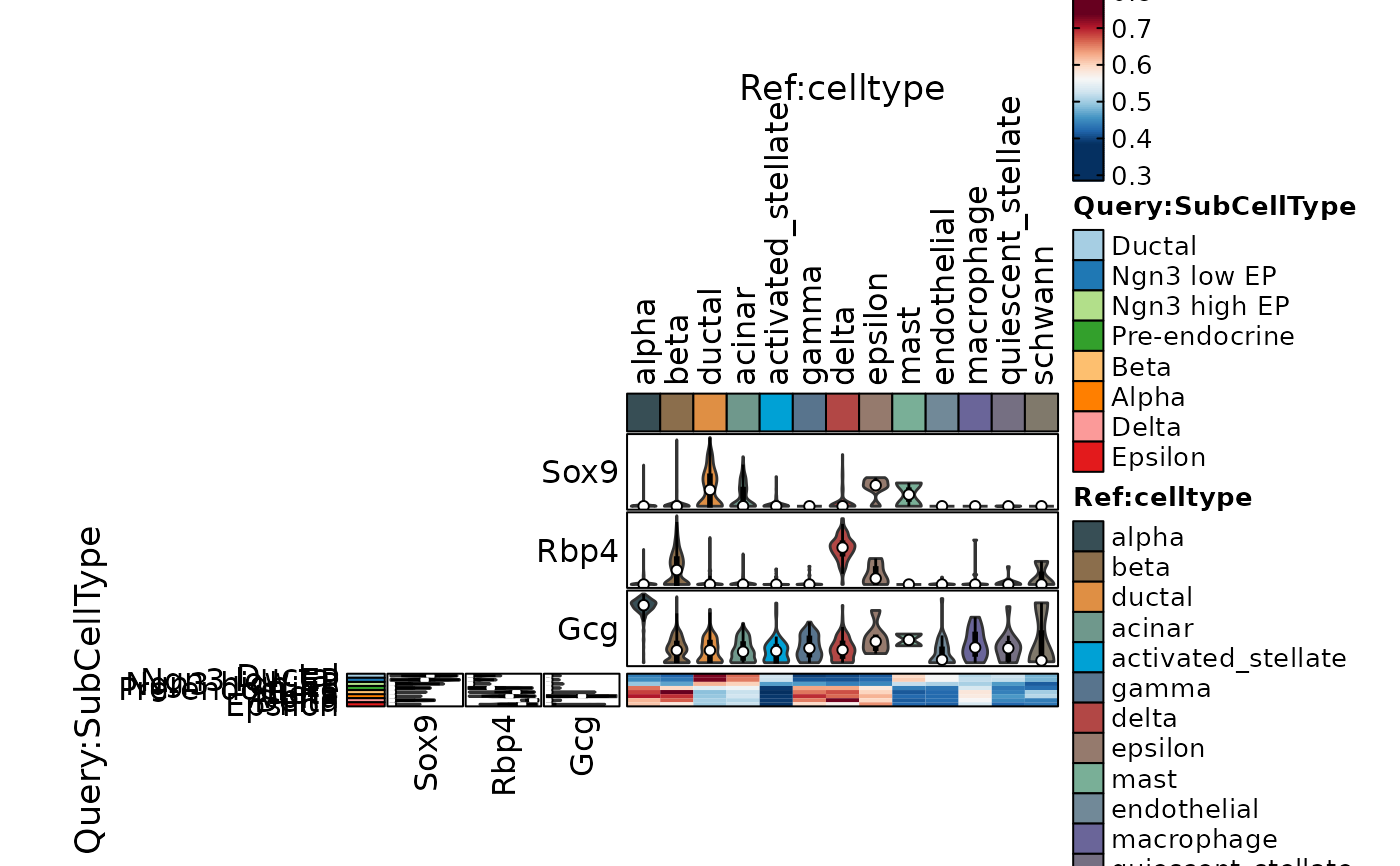 0.7
0.6
0.5
0.4
0.3
Ref:celltype
alpha
beta
ductal
acinar
activated_stellate
gamma
delta
epsilon
mast
endothelial
macrophage
quiescent_stellate
schwann
Query:SubCellType
Ductal
Ngn3 low EP
Ngn3 high EP
Pre-endocrine
Beta
Alpha
Delta
Epsilon
Sox9
Rbp4
Gcg
Ref:celltype
alpha
beta
ductal
acinar
activated_stellate
gamma
delta
epsilon
mast
endothelial
macrophage
Query:SubCellType
Ductal
Epsilon
Sox9
Rbp4
Gcg